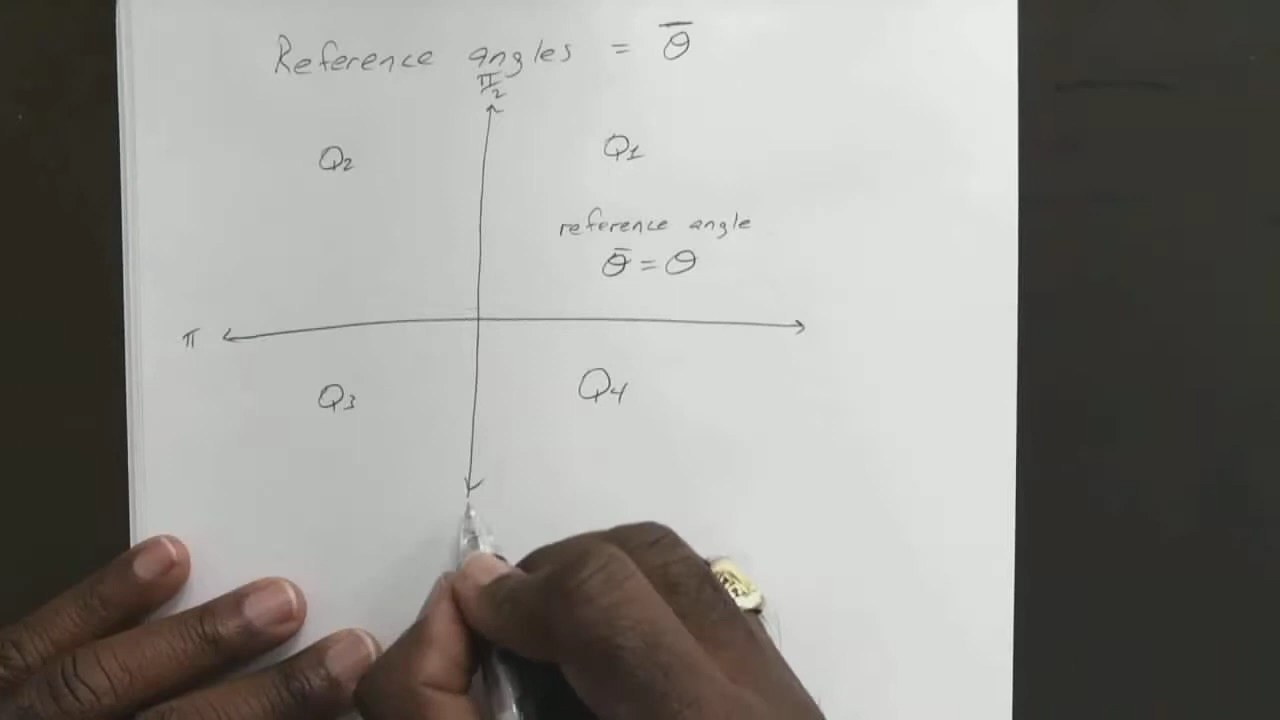 Reference angles = θ̅
π/2
Q2
Q1
reference angle
θ̅ = θ
π
Q3
Q4